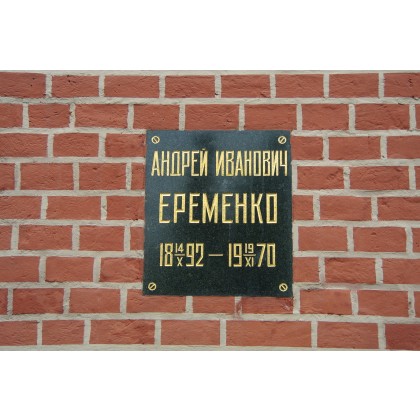 АНДРЕЙ ИВАНОВИЧ
ЕРЕМЕНКО
18 14/X 92 — 19 19/XI 70